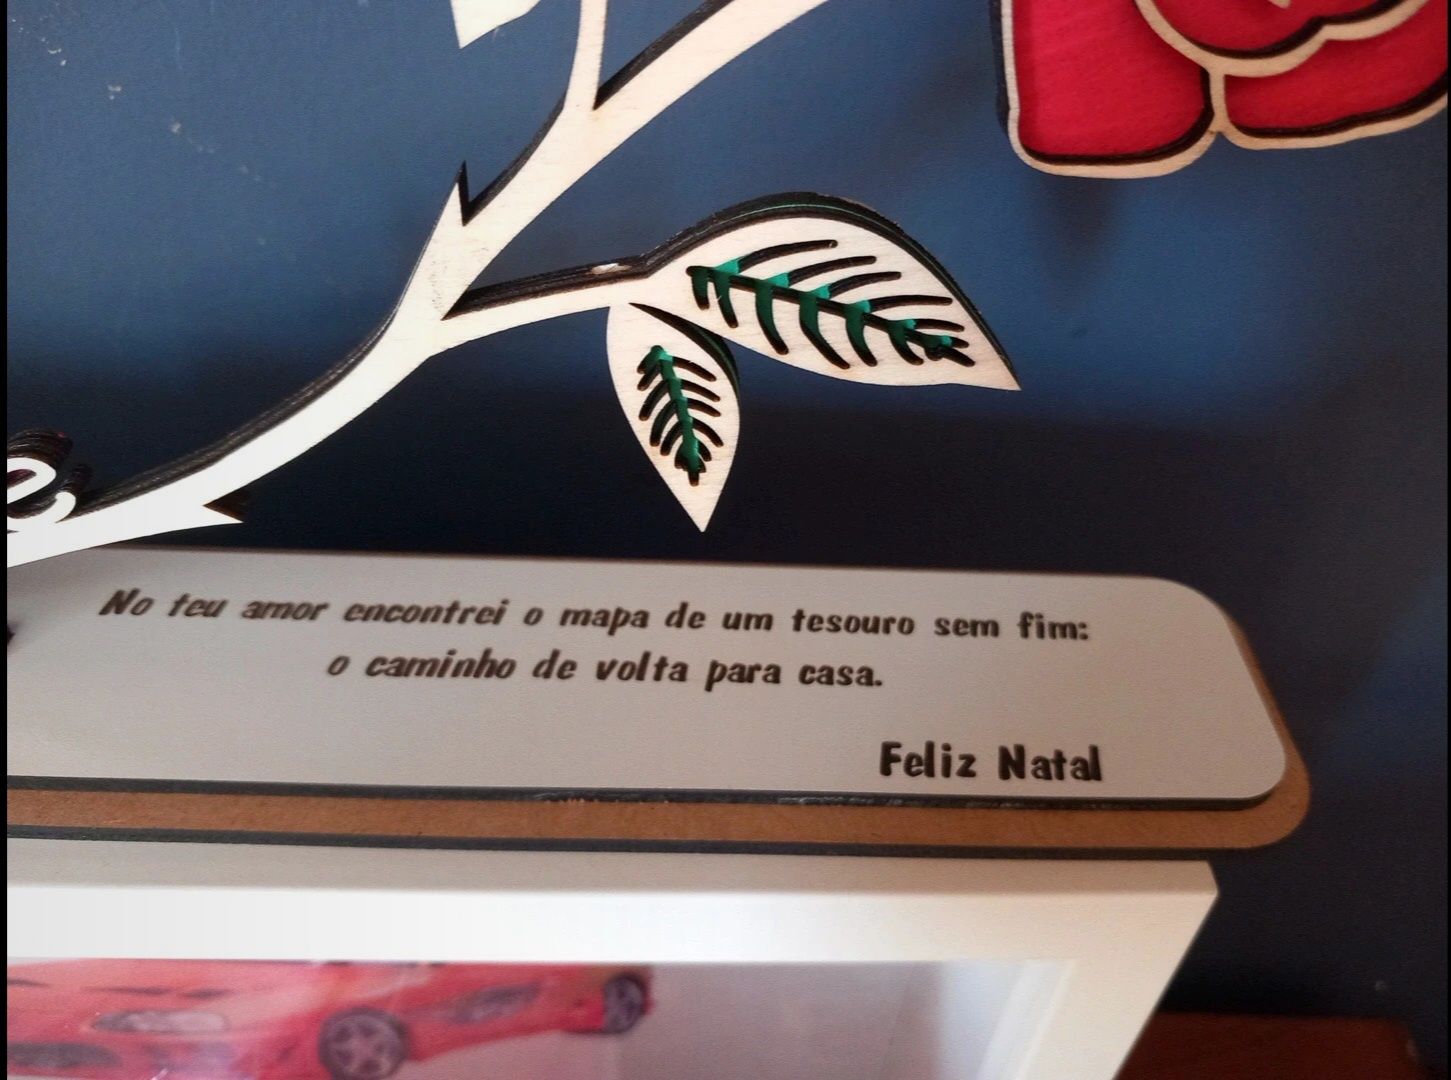 No teu amor encontrei o mapa de um tesouro sem fim:
o caminho de volta para casa.
Feliz Natal